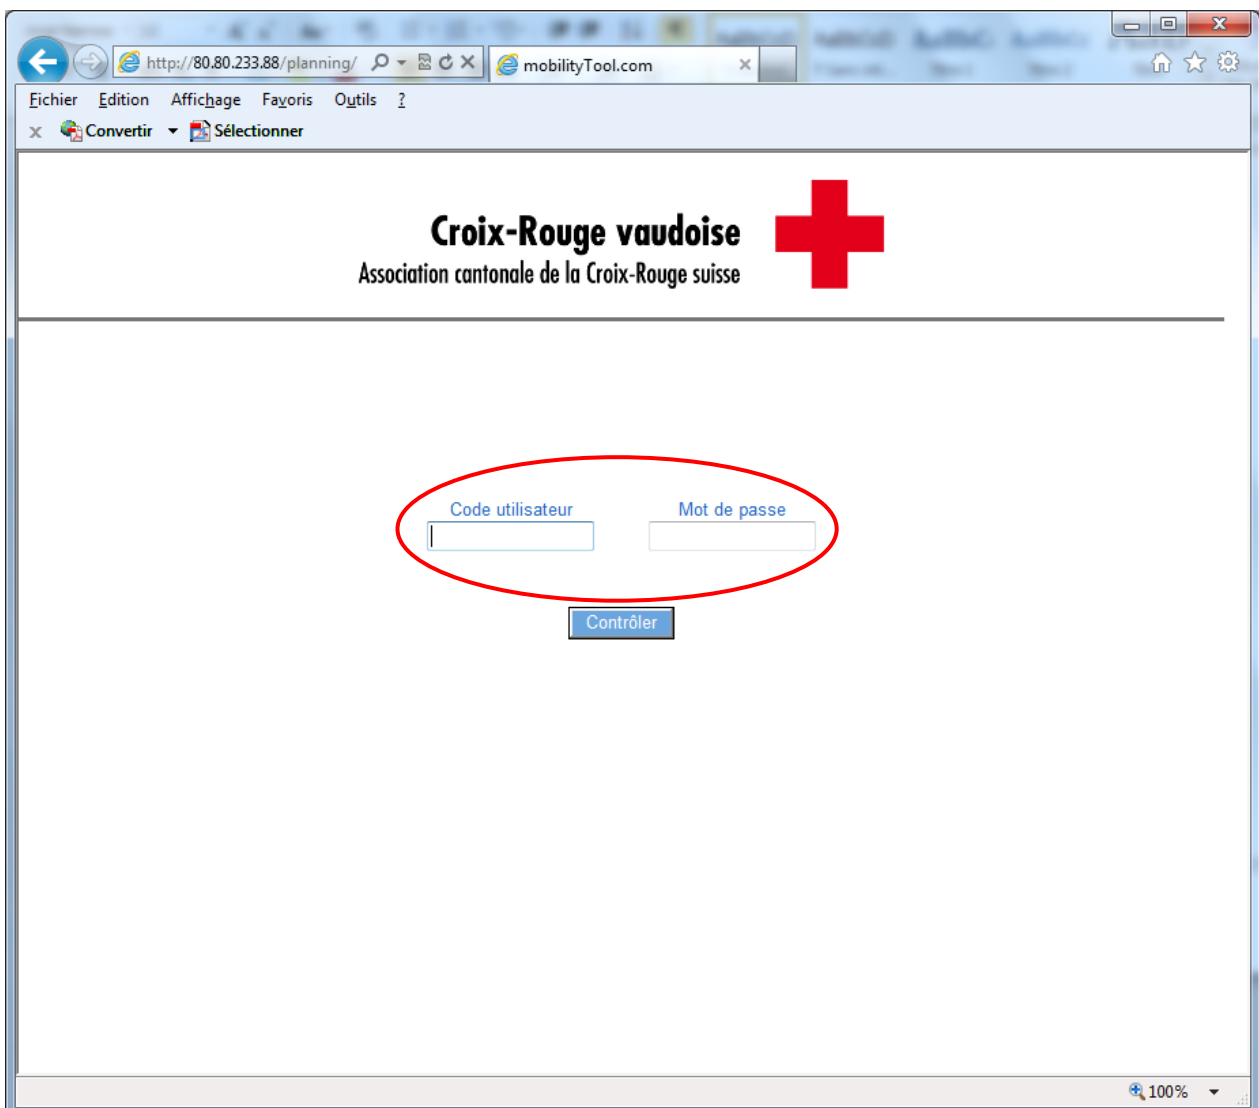 http://80.80.233.88/planning/ mobilityTool.com
Fichier Edition Affichage Favoris Outils ?
x Convertir Sélectionner
Croix-Rouge vaudoise
Association cantonale de la Croix-Rouge suisse
Code utilisateur Mot de passe
Contrôler
100%